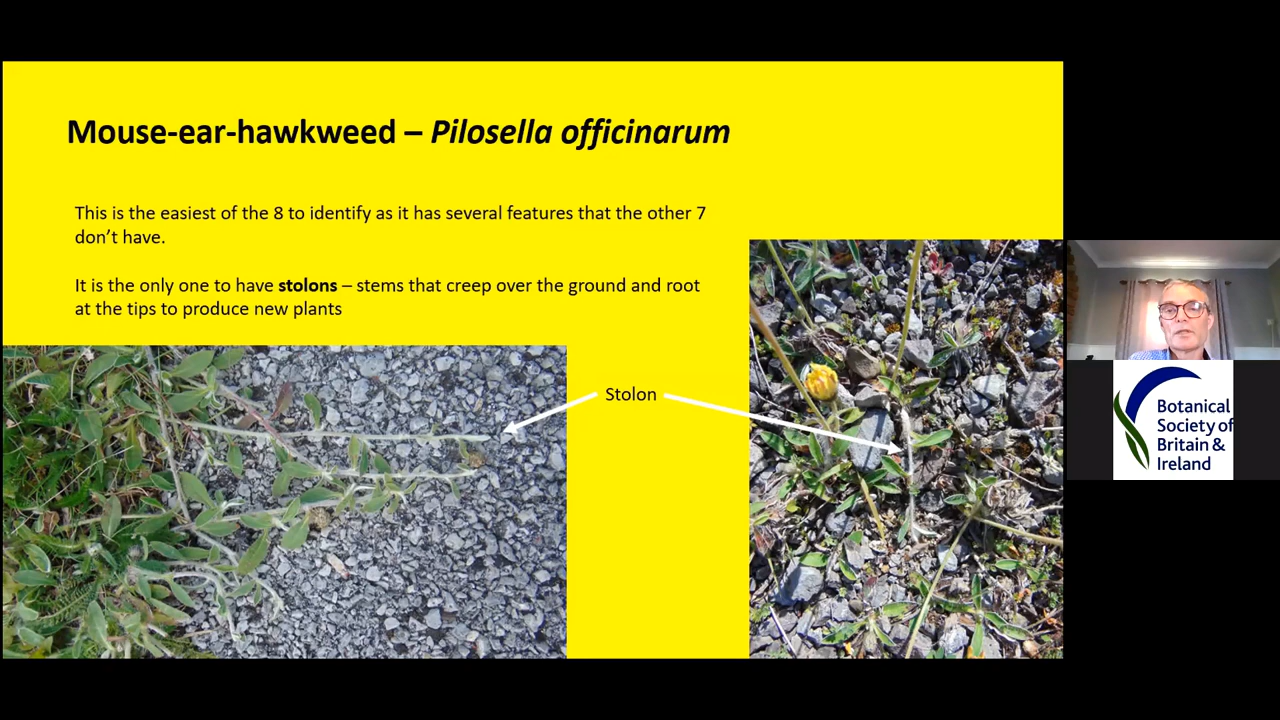 Mouse-ear-hawkweed – Pilosella officinarum
This is the easiest of the 8 to identify as it has several features that the other 7
don’t have.
It is the only one to have stolons – stems that creep over the ground and root
at the tips to produce new plants
Stolon
Botanical
Society of
Britain &
Ireland